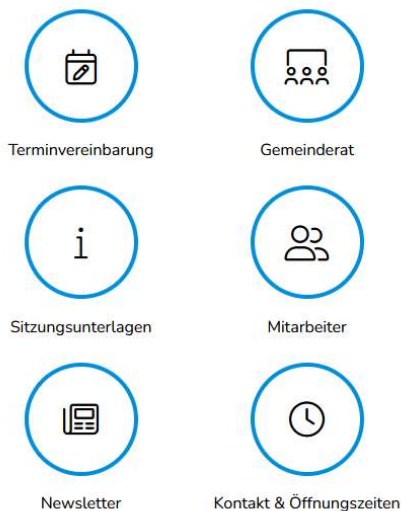 Terminvereinbarung
Gemeinderat
Sitzungsunterlagen
Mitarbeiter
Newsletter
Kontakt & Öffnungszeiten